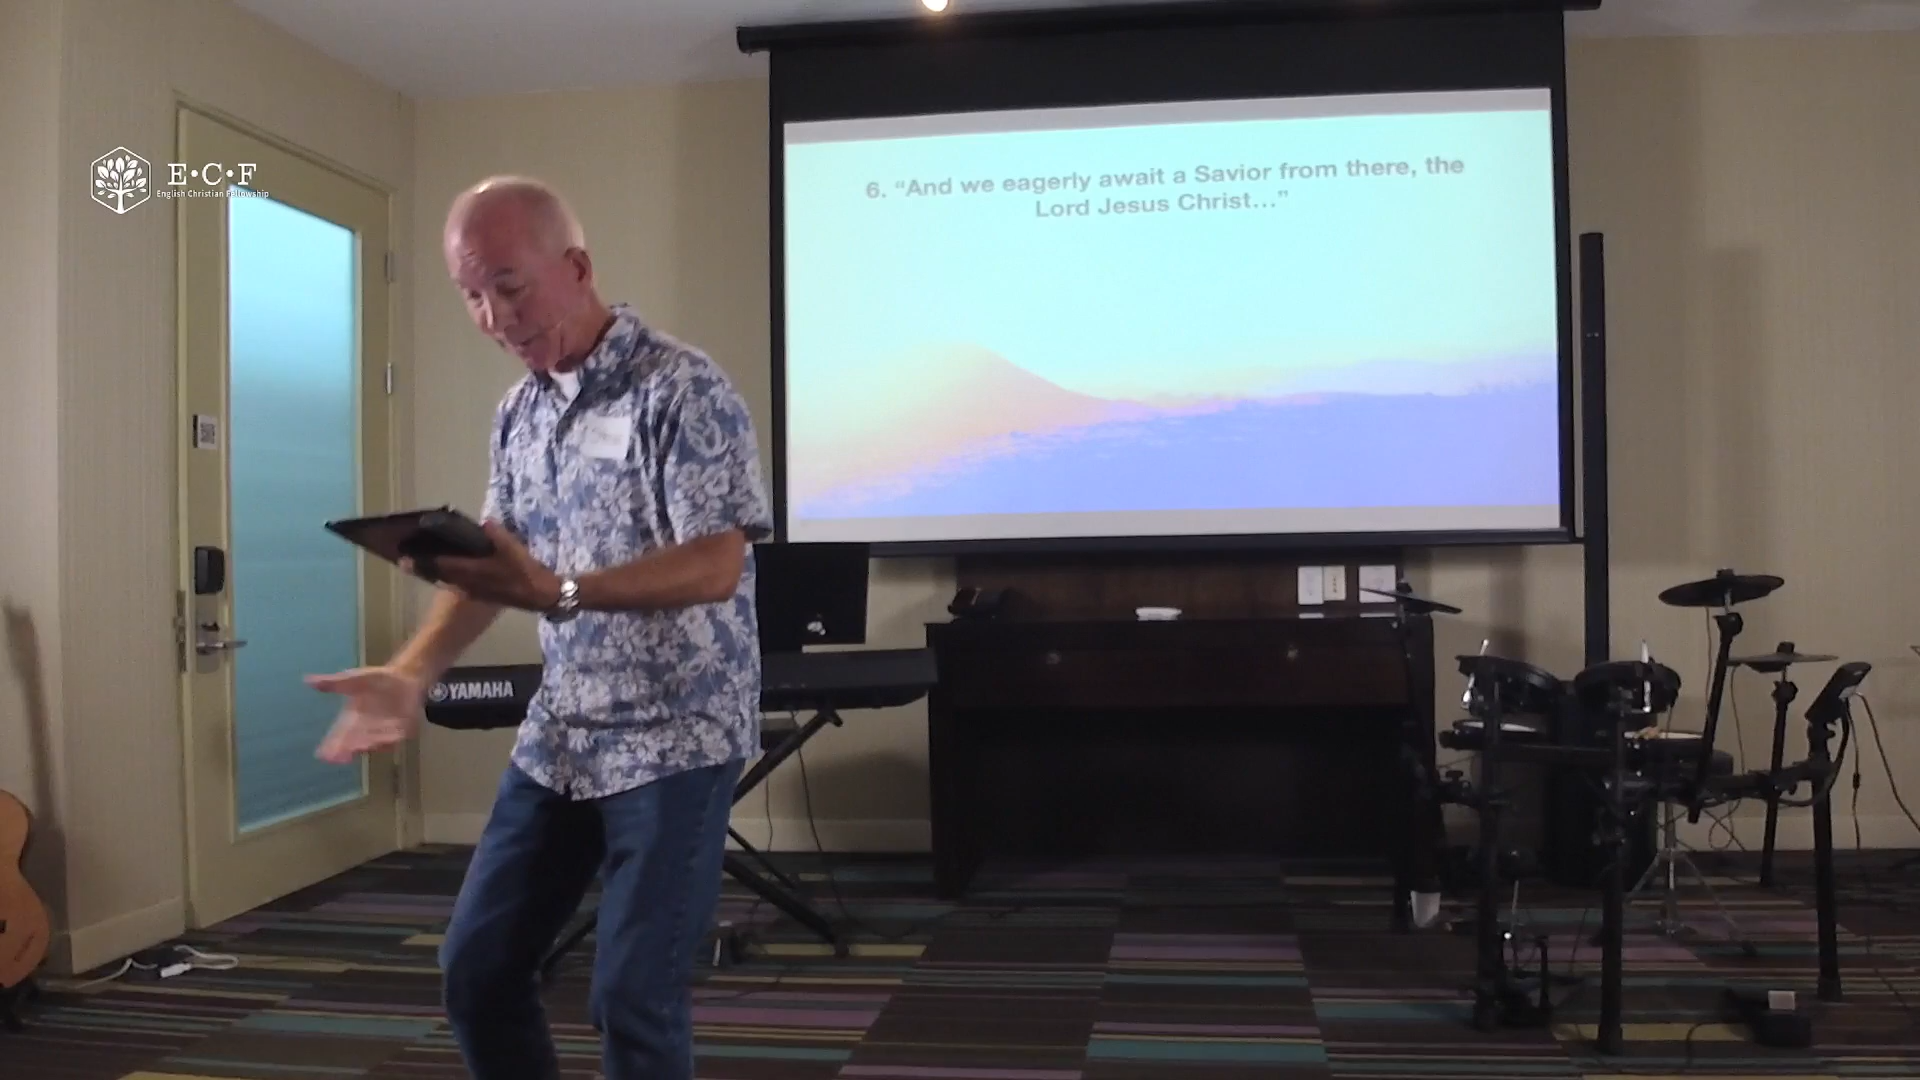 E·C·F
English Christian Fellowship
6. “And we eagerly await a Savior from there, the
Lord Jesus Christ…”
YAMAHA